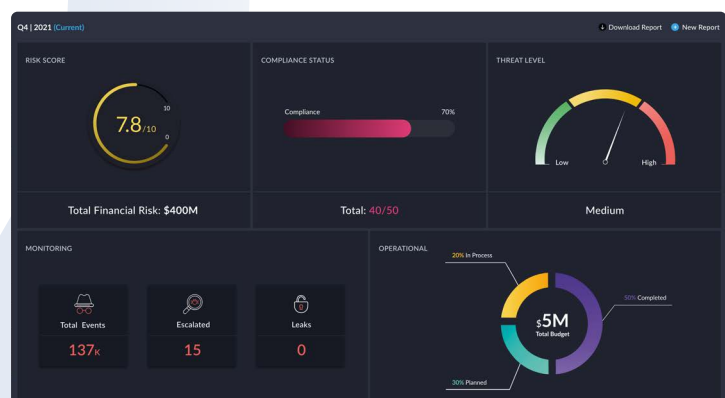 Q4 | 2021 (Current)
Download Report
New Report
RISK SCORE
10
7.8/10
0
Total Financial Risk: $400M
COMPLIANCE STATUS
Compliance 70%
Total: 40/50
THREAT LEVEL
Low High
Medium
MONITORING
Total Events
137K
Escalated
15
Leaks
0
OPERATIONAL
20% In Process
50% Completed
$5M
Total Budget
30% Planned